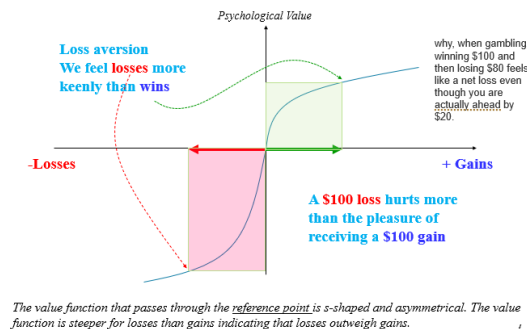 Psychological Value
Loss aversion
We feel losses more
keenly than wins
why, when gambling
winning $100 and
then losing $80 feels
like a net loss even
though you are
actually ahead by
$20.
-Losses
+ Gains
A $100 loss hurts more
than the pleasure of
receiving a $100 gain
The value function that passes through the reference point is s-shaped and asymmetrical. The value
function is steeper for losses than gains indicating that losses outweigh gains.